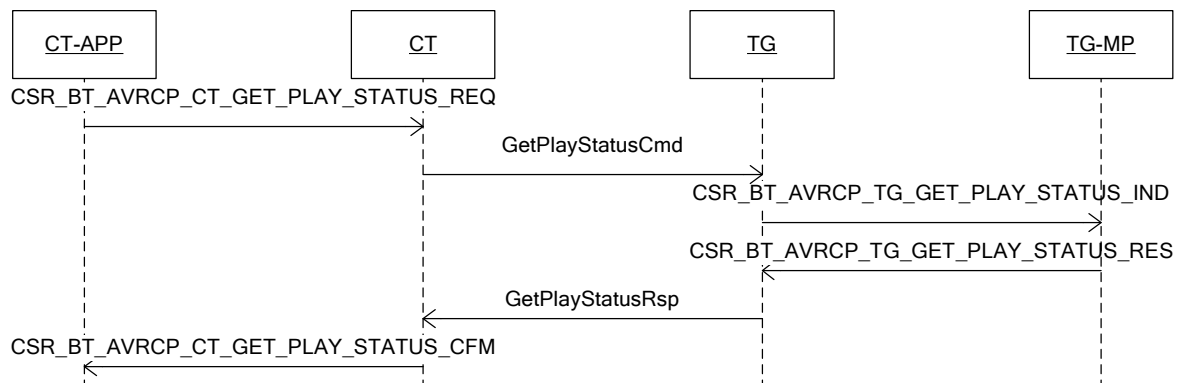 CT-APP
CT
TG
TG-MP
CSR_BT_AVRCP_CT_GET_PLAY_STATUS_REQ
GetPlayStatusCmd
CSR_BT_AVRCP_TG_GET_PLAY_STATUS_IND
CSR_BT_AVRCP_TG_GET_PLAY_STATUS_RES
GetPlayStatusRsp
CSR_BT_AVRCP_CT_GET_PLAY_STATUS_CFM